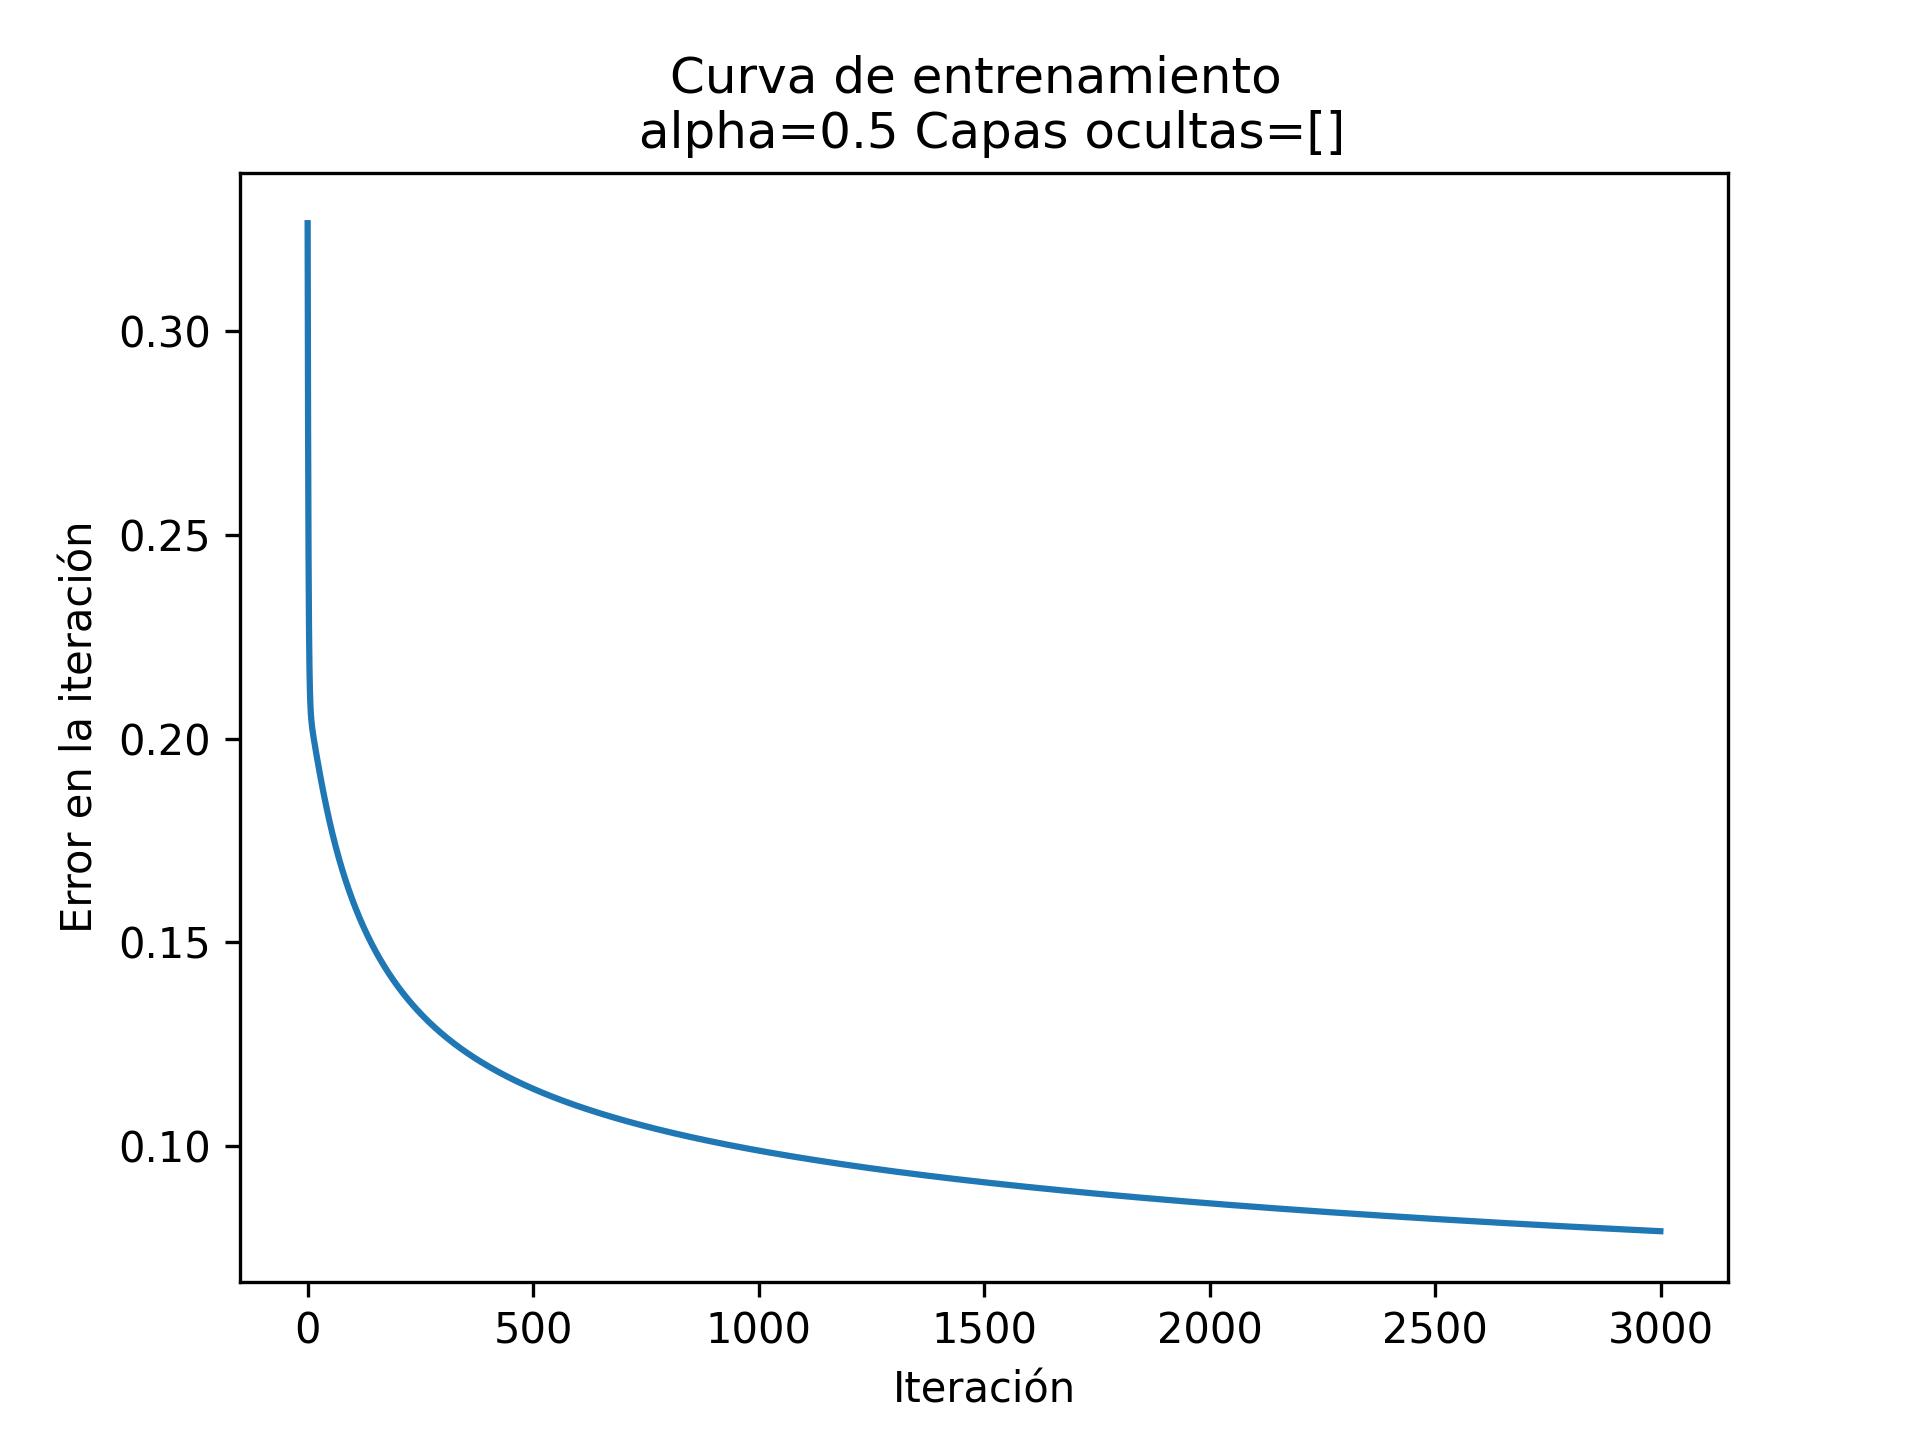 Curva de entrenamiento
alpha=0.5 Capas ocultas=[]
Error en la iteración
0.30
0.25
0.20
0.15
0.10
0 500 1000 1500 2000 2500 3000
Iteración